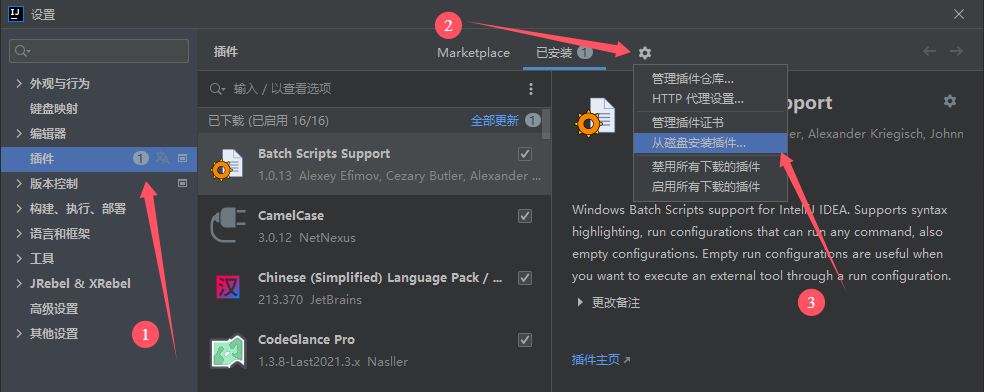 IJ 设置
2
插件
Marketplace
已安装 1
外观与行为
键盘映射
编辑器
插件 1
版本控制
构建、执行、部署
语言和框架
工具
JRebel & XRebel
高级设置
其他设置
1
输入 / 以查看选项
已下载 (已启用 16/16)
全部更新 1
Batch Scripts Support
1.0.13 Alexey Efimov, Cezary Butler, Alexander ...
CamelCase
3.0.12 NetNexus
汉
Chinese (Simplified) Language Pack / ...
213.370 JetBrains
CodeGlance Pro
1.3.8-Last2021.3.x Nasller
管理插件仓库...
HTTP 代理设置...
管理插件证书
从磁盘安装插件...
禁用所有下载的插件
启用所有下载的插件
pport
er, Alexander Kriegisch, Johnn
Windows Batch Scripts support for IntelliJ IDEA. Supports syntax
highlighting, run configurations that can run any command, also
empty configurations. Empty run configurations are useful when
you want to execute an external tool through a run configuration.
更改备注
3
插件主页